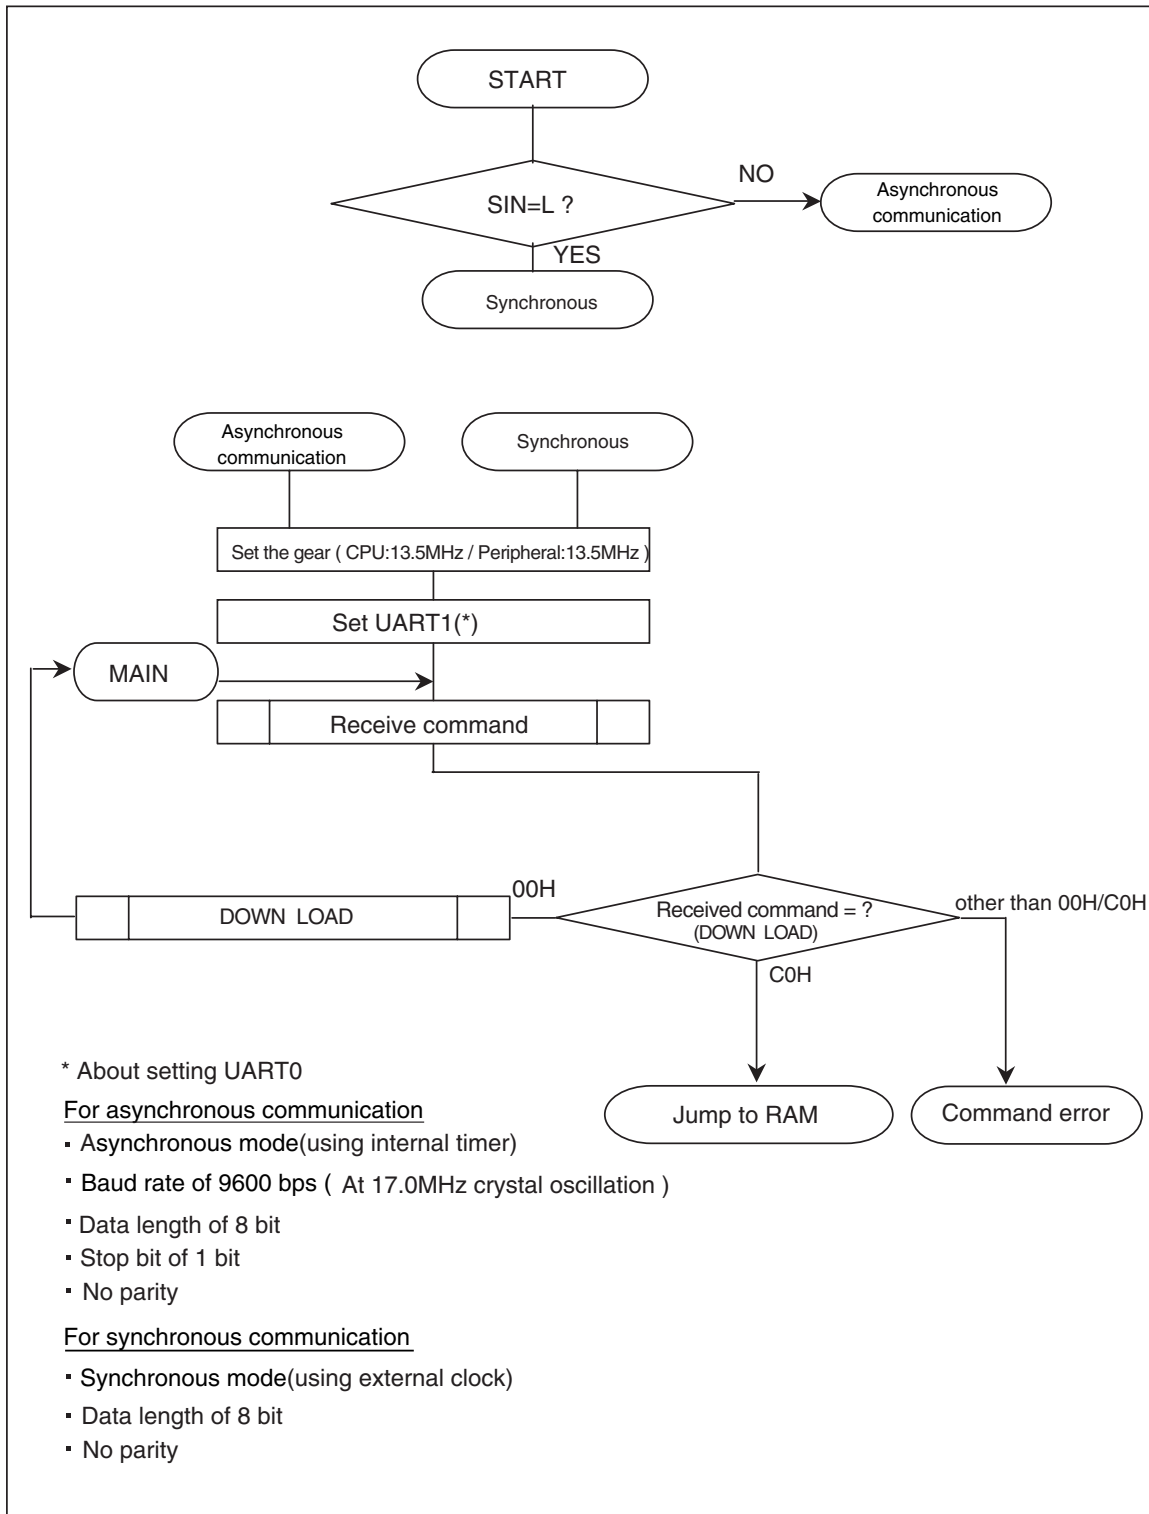 START
SIN=L ?
NO
Asynchronous
communication
YES
Synchronous
Asynchronous
communication
Synchronous
Set the gear ( CPU:13.5MHz / Peripheral:13.5MHz )
Set UART1(*)
MAIN
Receive command
00H
DOWN LOAD
Received command = ?
(DOWN LOAD)
other than 00H/C0H
C0H
Jump to RAM
Command error
* About setting UART0
For asynchronous communication
▪ Asynchronous mode(using internal timer)
▪ Baud rate of 9600 bps ( At 17.0MHz crystal oscillation )
▪ Data length of 8 bit
▪ Stop bit of 1 bit
▪ No parity
For synchronous communication
▪ Synchronous mode(using external clock)
▪ Data length of 8 bit
▪ No parity